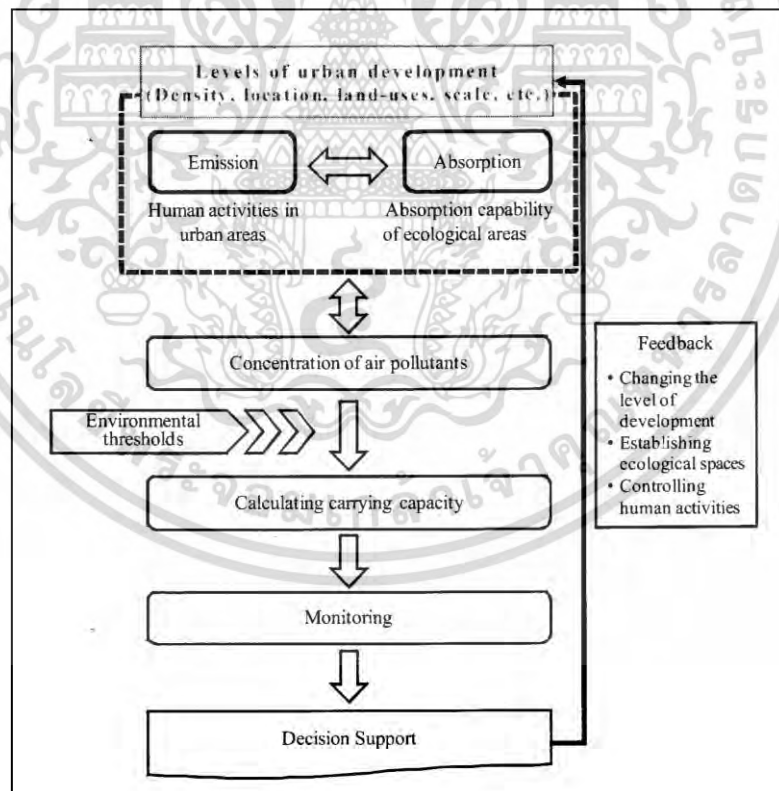 Levels of urban development
(Density, location, land-uses, scale, etc,)
Emission
Absorption
Human activities in
urban areas
Absorption capability
of ecological areas
Concentration of air pollutants
Environmental
thresholds
Calculating carrying capacity
Monitoring
Decision Support
Feedback
• Changing the
level of
development
• Establishing
ecological spaces
• Controlling
human activities